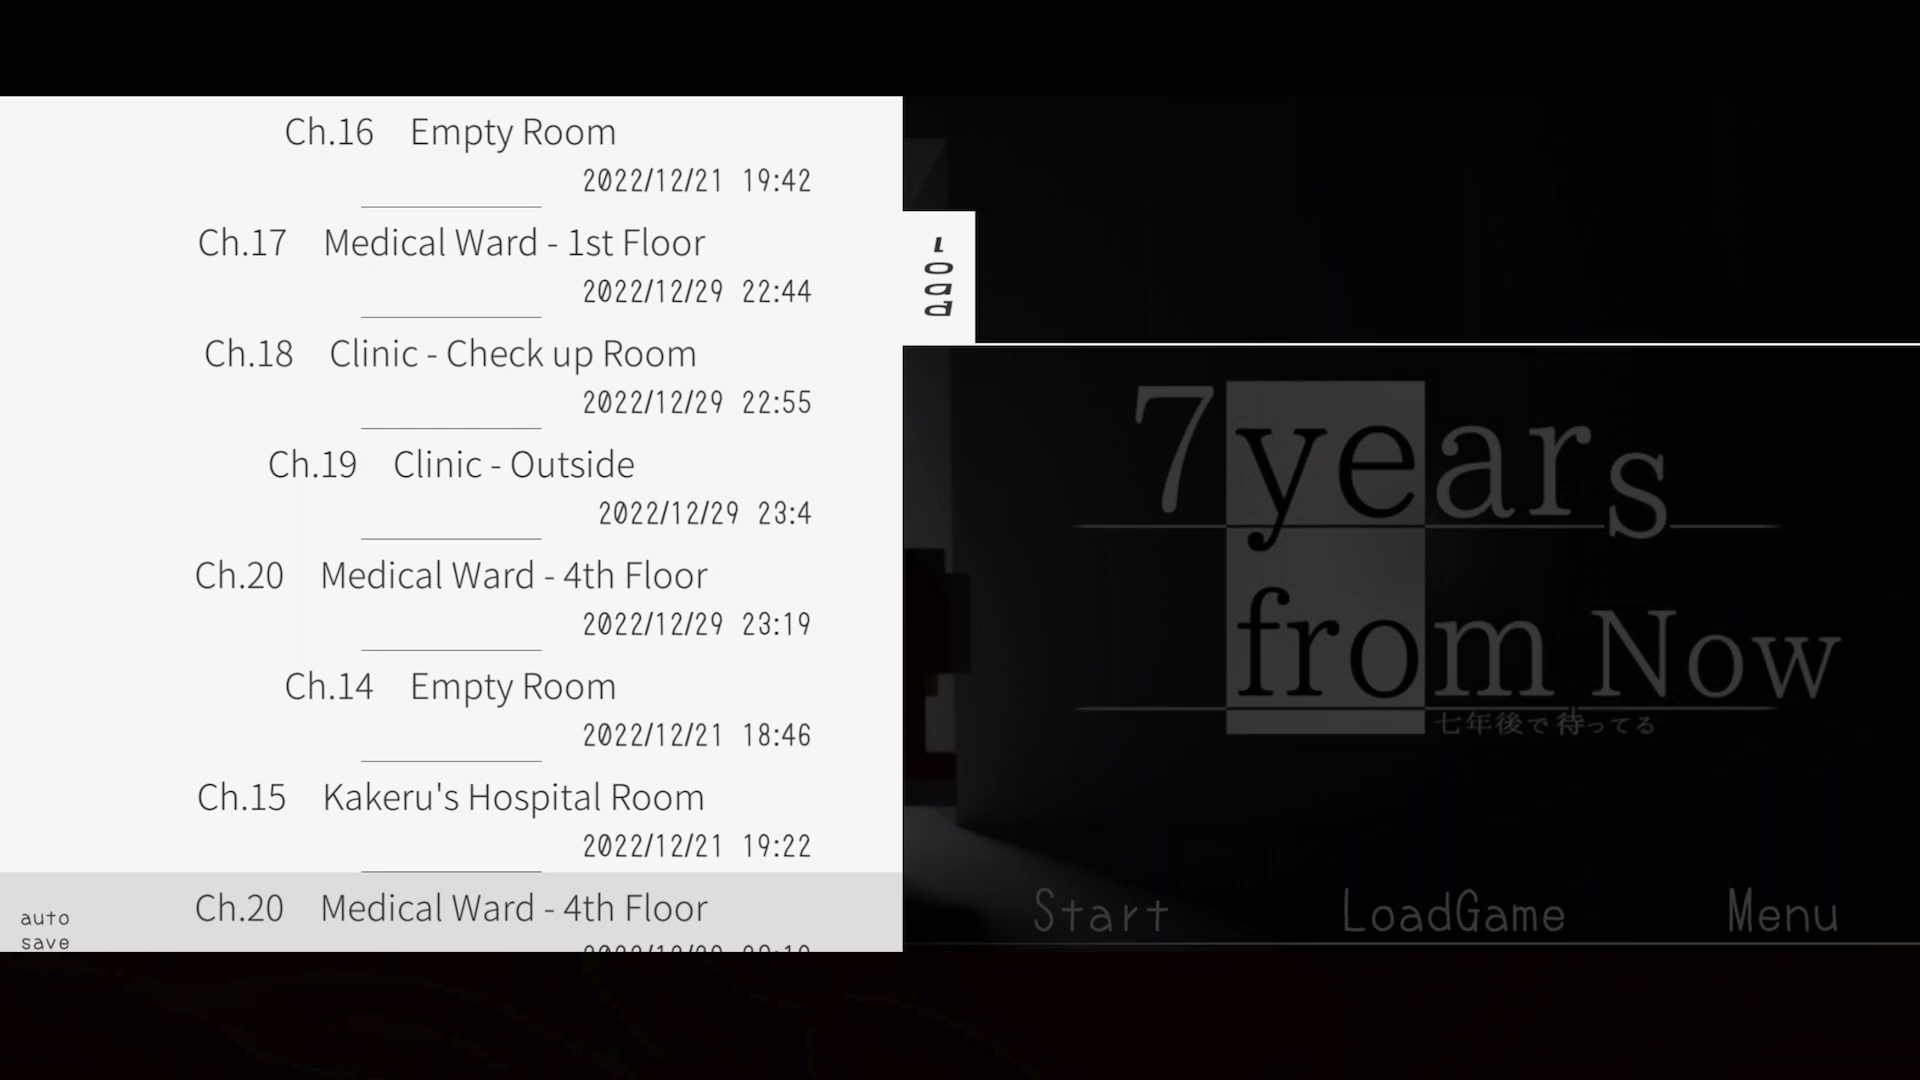 Ch.16 Empty Room
2022/12/21 19:42
Ch.17 Medical Ward - 1st Floor
2022/12/29 22:44
Ch.18 Clinic - Check up Room
2022/12/29 22:55
Ch.19 Clinic - Outside
2022/12/29 23:4
Ch.20 Medical Ward - 4th Floor
2022/12/29 23:19
Ch.14 Empty Room
2022/12/21 18:46
Ch.15 Kakeru's Hospital Room
2022/12/21 19:22
auto
save
Ch.20 Medical Ward - 4th Floor
load
7years
from Now
七年後で待ってる
Start LoadGame Menu